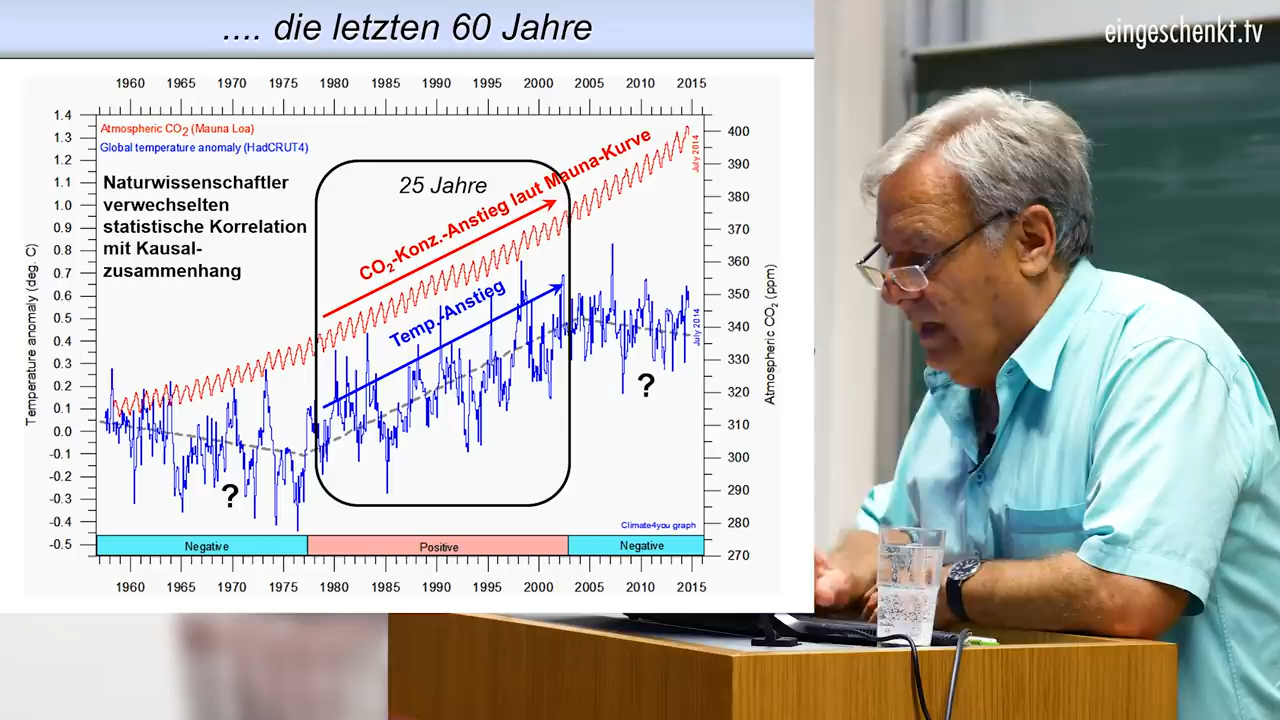 .... die letzten 60 Jahre
eingeschenkt.tv
1960 1965 1970 1975 1980 1985 1990 1995 2000 2005 2010 2015
Atmospheric CO2 (Mauna Loa)
Global temperature anomaly (HadCRUT4)
Naturwissenschaftler
verwechselten
statistische Korrelation
mit Kausal-
zusammenhang
25 Jahre
CO2-Konz.-Anstieg laut Mauna-Kurve
Temp.-Anstieg
?
?
July 2014
July 2014
Temperature anomaly (deg. C)
1.4
1.3
1.2
1.1
1.0
0.9
0.8
0.7
0.6
0.5
0.4
0.3
0.2
0.1
0.0
-0.1
-0.2
-0.3
-0.4
-0.5
400
390
380
370
360
350
340
330
320
310
300
290
280
270
Atmospheric CO2 (ppm)
Climate4you graph
Negative Positive Negative
1960 1965 1970 1975 1980 1985 1990 1995 2000 2005 2010 2015